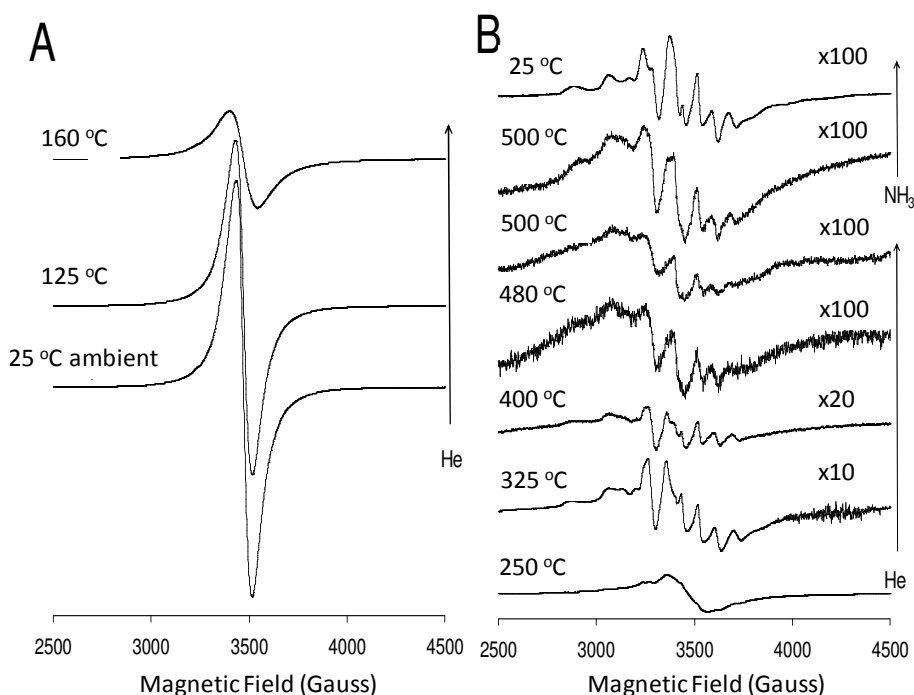 A
160 °C
125 °C
25 °C ambient
He
2500 3000 3500 4000 4500
Magnetic Field (Gauss)
B
25 °C x100
500 °C x100
NH₃
500 °C x100
480 °C x100
400 °C x20
325 °C x10
250 °C He
2500 3000 3500 4000 4500
Magnetic Field (Gauss)